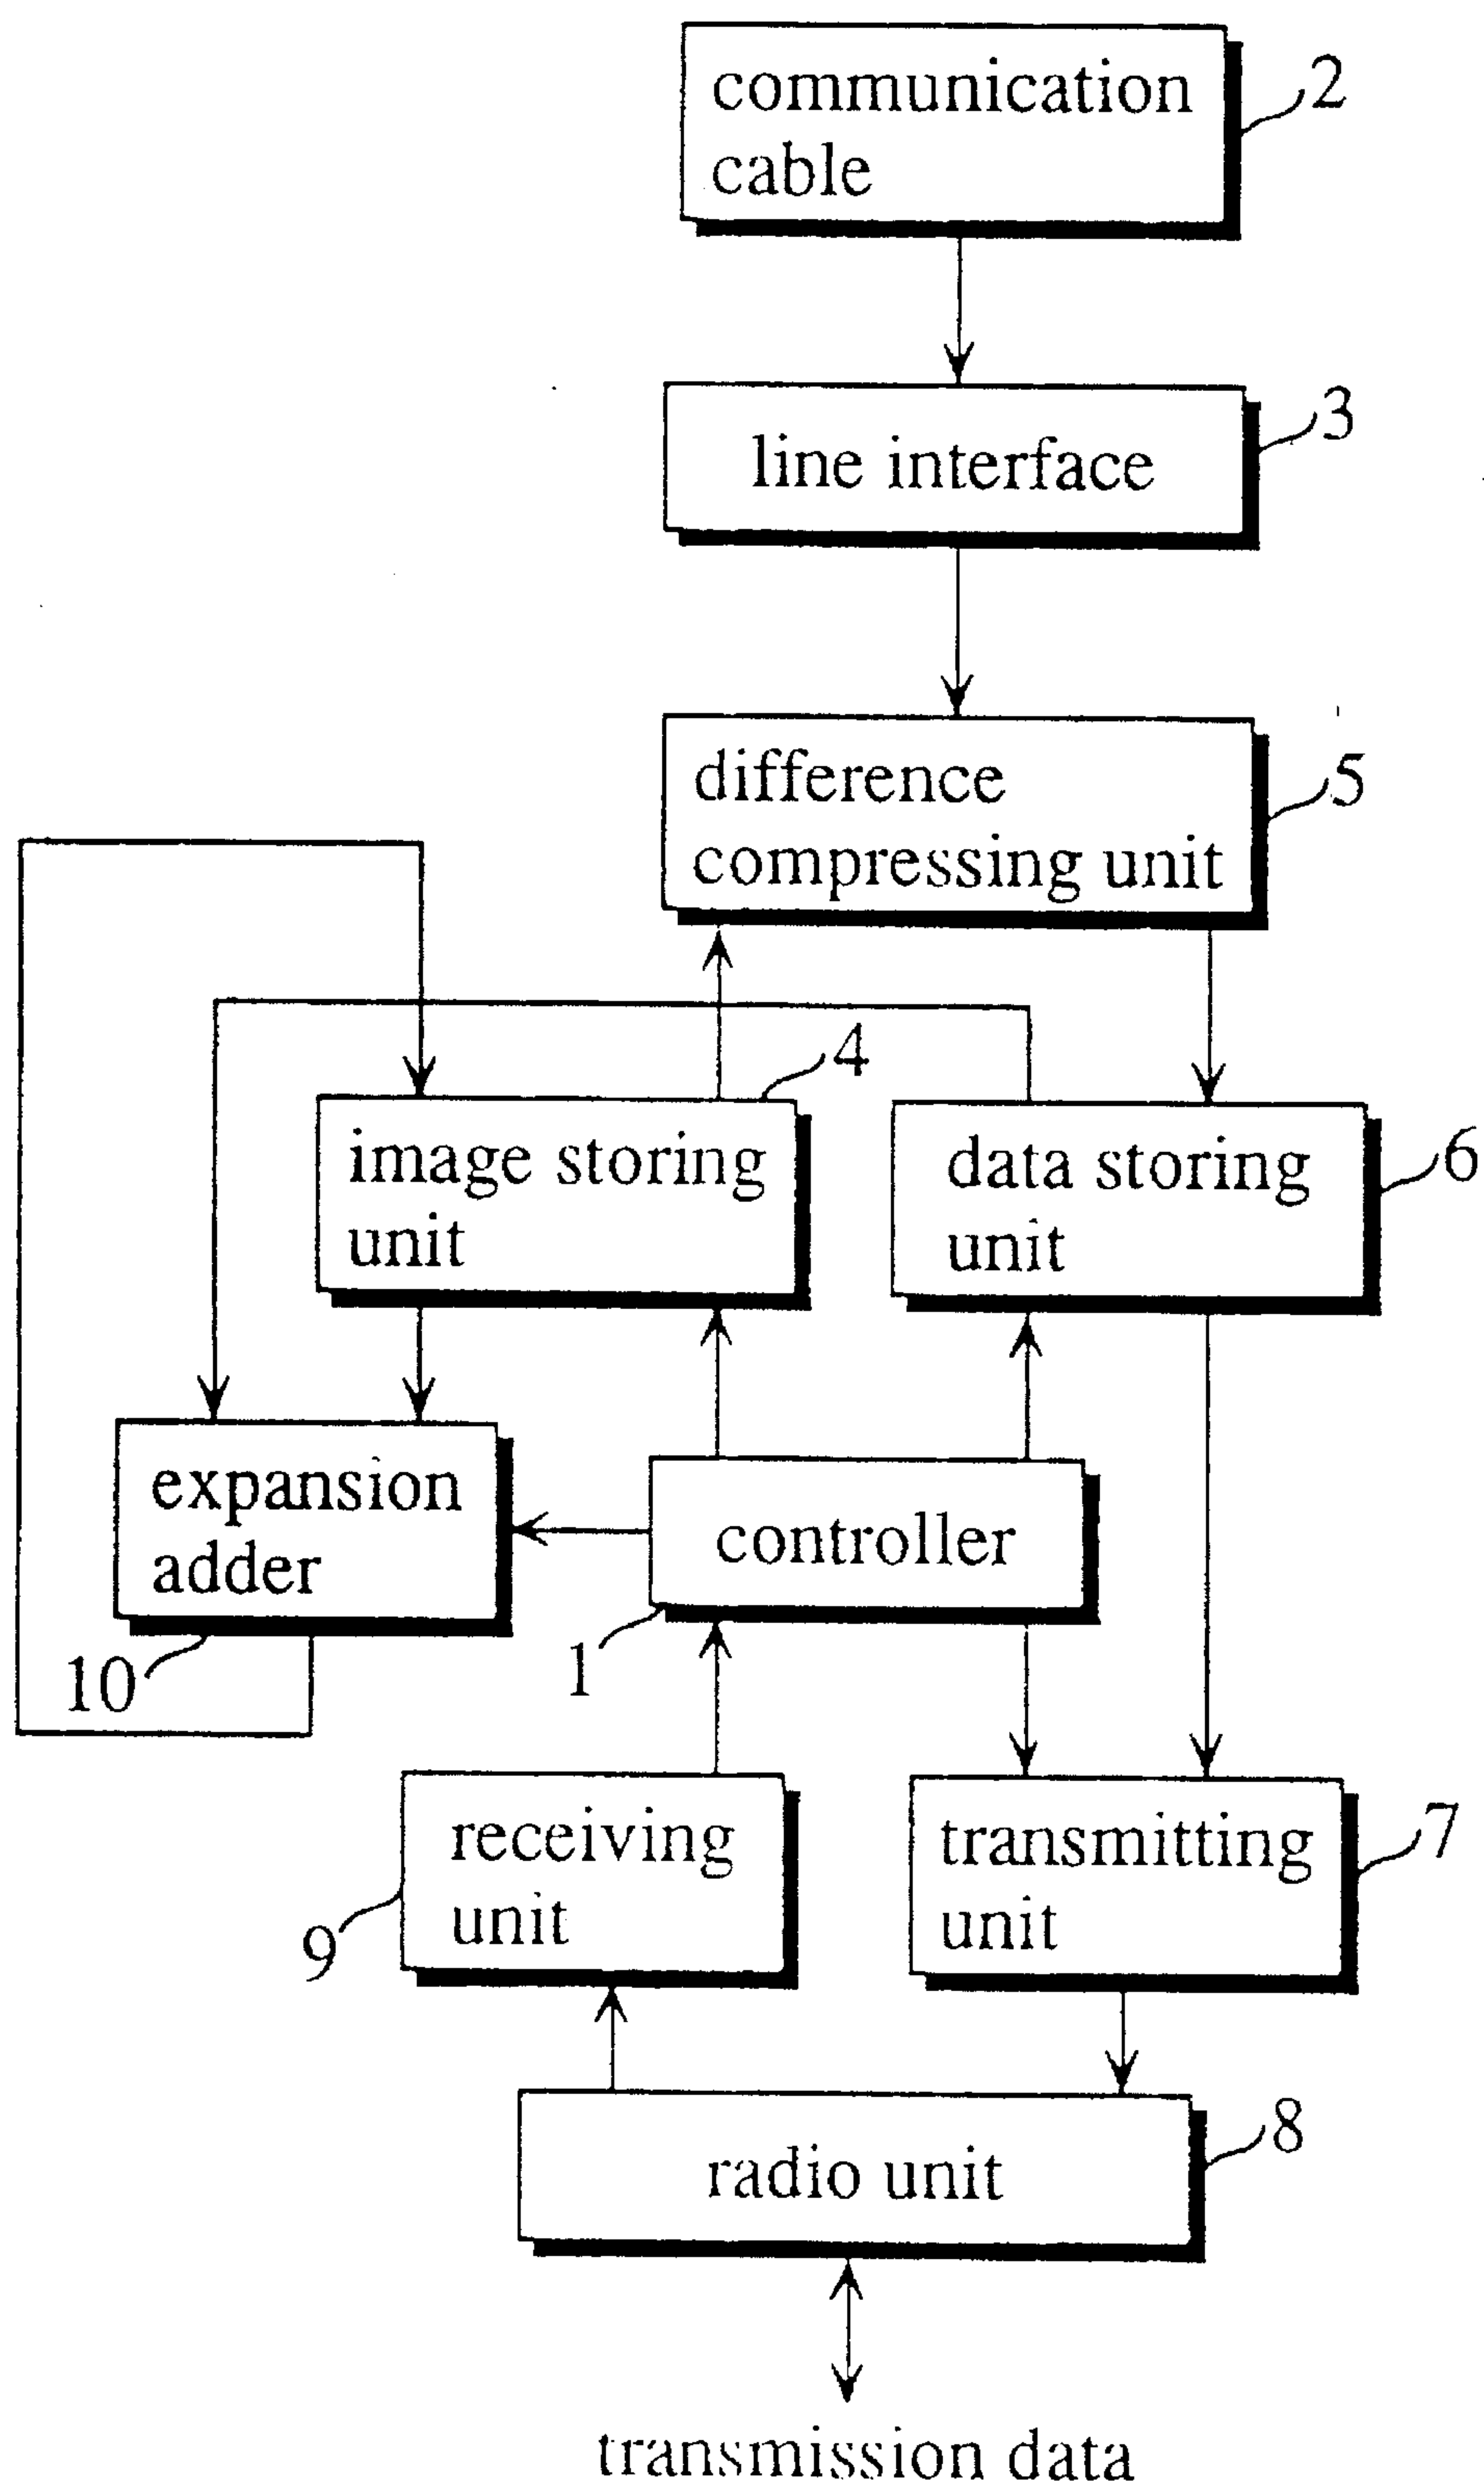 communication
cable
2
line interface
3
difference
compressing unit
5
4
image storing
unit
data storing
unit
6
expansion
adder
10
controller
1
receiving
unit
9
transmitting
unit
7
radio unit
8
transmission data